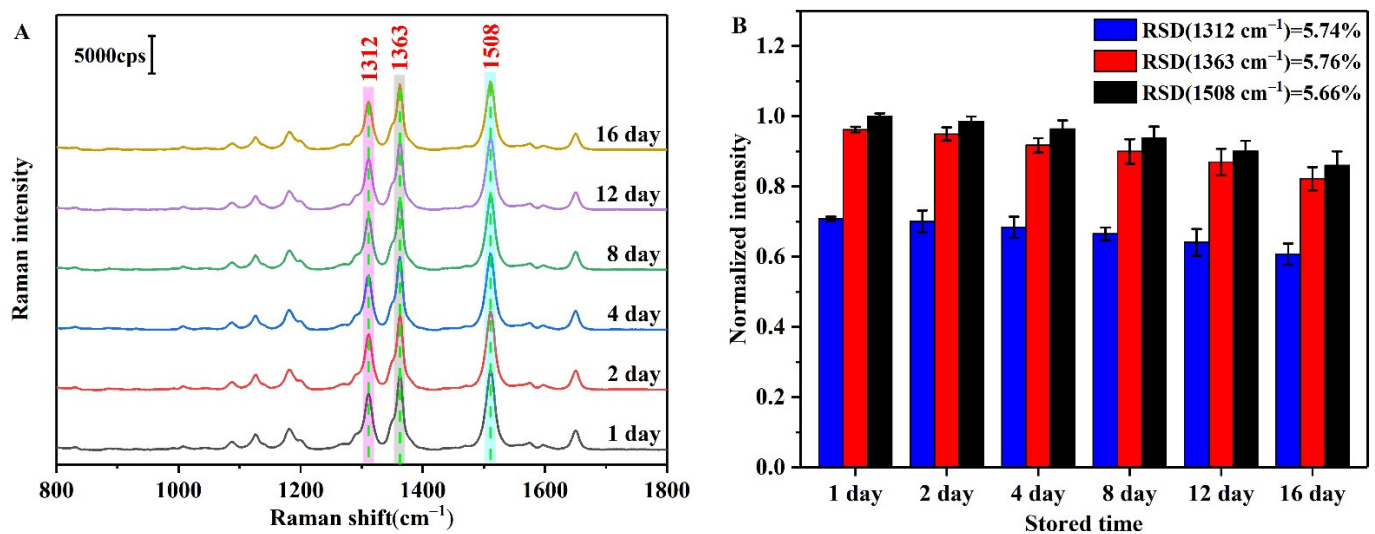 A
5000cps
1312
1363
1508
16 day
12 day
8 day
4 day
2 day
1 day
Raman intensity
800
1000
1200
1400
1600
1800
Raman shift(cm⁻¹)
B
RSD(1312 cm⁻¹)=5.74%
RSD(1363 cm⁻¹)=5.76%
RSD(1508 cm⁻¹)=5.66%
1.2
1.0
0.8
0.6
0.4
0.2
0.0
Normalized intensity
1 day
2 day
4 day
8 day
12 day
16 day
Stored time